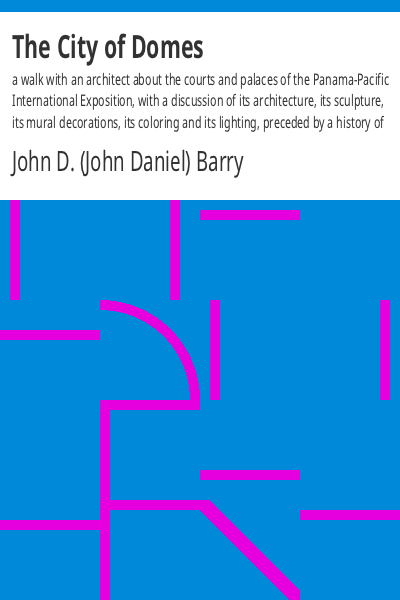 The City of Domes
a walk with an architect about the courts and palaces of the Panama-Pacific
International Exposition, with a discussion of its architecture, its sculpture,
its mural decorations, its coloring and its lighting, preceded by a history of
John D. (John Daniel) Barry